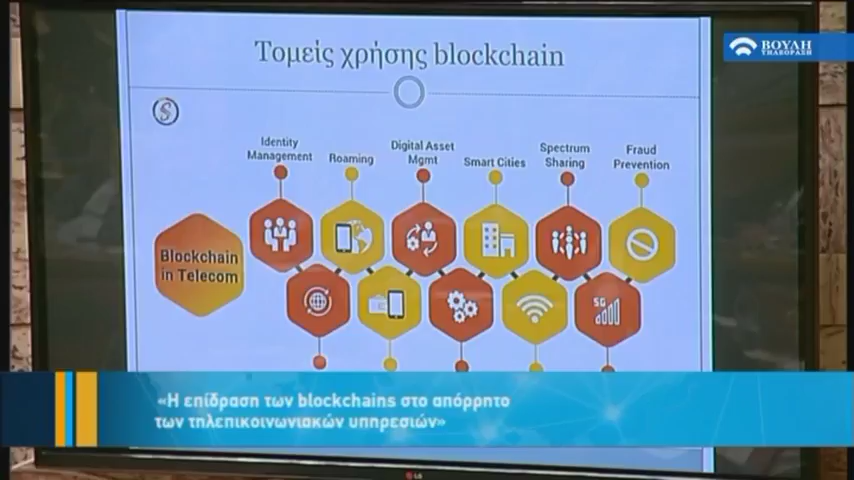 Τομείς χρήσης blockchain
ΒΟΥΛΗ
ΤΗΛΕΟΡΑΣΗ
S
Identity
Management
Roaming
Digital Asset
Mgmt
Smart Cities
Spectrum
Sharing
Fraud
Prevention
Blockchain
in Telecom
5G
«Η επίδραση των blockchains στο απόρρητο
των τηλεπικοινωνιακών υπηρεσιών»
LG